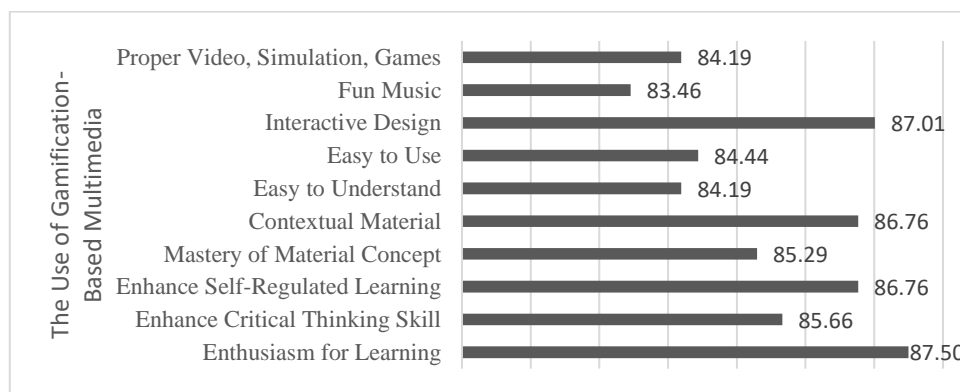 The Use of Gamification-
Based Multimedia
Proper Video, Simulation, Games
84.19
Fun Music
83.46
Interactive Design
87.01
Easy to Use
84.44
Easy to Understand
84.19
Contextual Material
86.76
Mastery of Material Concept
85.29
Enhance Self-Regulated Learning
86.76
Enhance Critical Thinking Skill
85.66
Enthusiasm for Learning
87.50